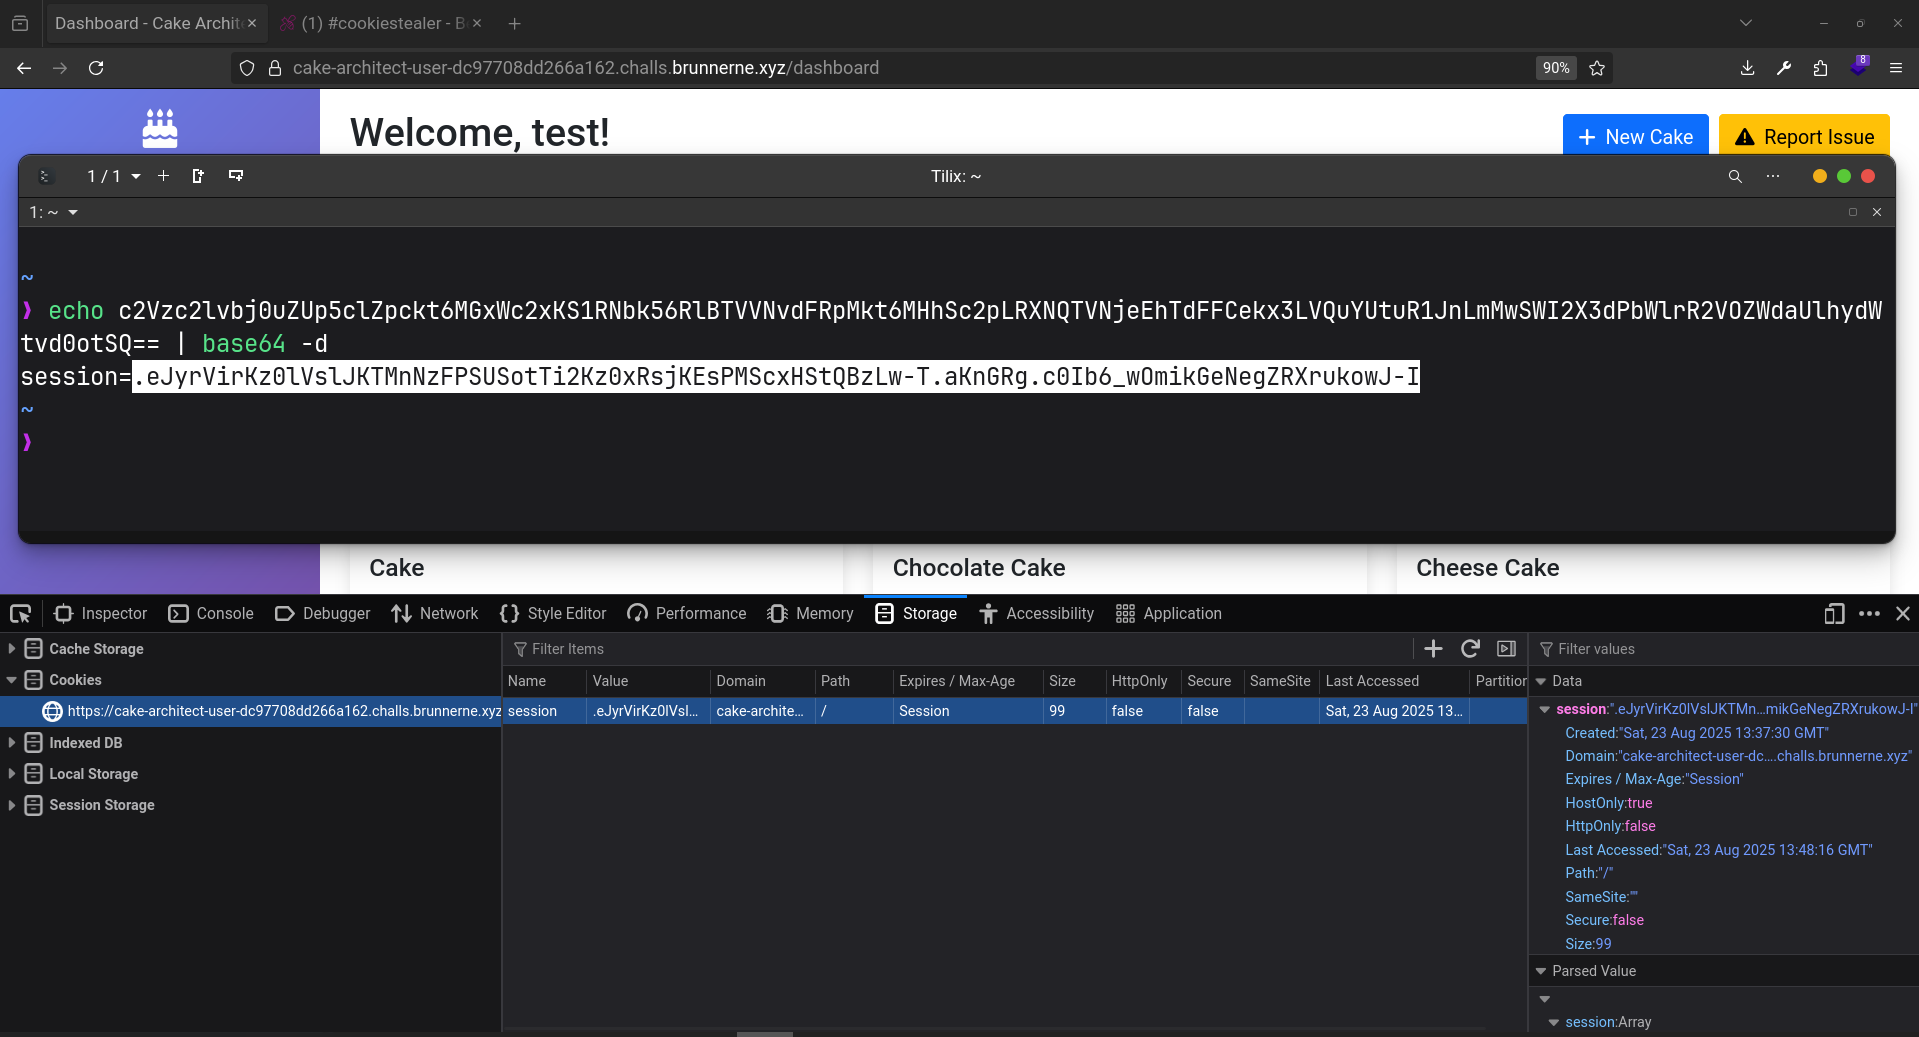 Dashboard - Cake Archit
(1) #cookiestealer - B
cake-architect-user-dc97708dd266a162.challs.brunnerne.xyz/dashboard
90%
8
Welcome, test!
New Cake
Report Issue
1 / 1
Tilix: ~
1: ~
~
❯ echo c2Vzc2lvbj0uZUp5clZpckt6MGxWc2xKS1RNbk56RlBTVVNvdFRpMkt6MHhSc2pLRXNQTVNjeEhTdFFCekx3LVQuYUtuR1JnLmMwSWI2X3dPbWlrR2VOZWdaUlhydW
tvd0otSQ== | base64 -d
session=.eJyrVirKz0lVslJKTMnNzFPSUSotTi2Kz0xRsjKEsPMScxHStQBzLw-T.aKnGRg.c0Ib6_wOmikGeNegZRXrukowJ-I
~
❯
Cake
Chocolate Cake
Cheese Cake
Inspector
Console
Debugger
Network
Style Editor
Performance
Memory
Storage
Accessibility
Application
Cache Storage
Cookies
https://cake-architect-user-dc97708dd266a162.challs.brunnerne.xyz
Indexed DB
Local Storage
Session Storage
Filter Items
Name Value Domain Path Expires / Max-Age Size HttpOnly Secure SameSite Last Accessed Partition
session .eJyrVirKz0lVsl... cake-archite... / Session 99 false false Sat, 23 Aug 2025 13...
Filter values
Data
session:".eJyrVirKz0lVslJKTMn...mikGeNegZRXrukowJ-I"
Created:"Sat, 23 Aug 2025 13:37:30 GMT"
Domain:"cake-architect-user-dc....challs.brunnerne.xyz"
Expires / Max-Age:"Session"
HostOnly:true
HttpOnly:false
Last Accessed:"Sat, 23 Aug 2025 13:48:16 GMT"
Path:"/"
SameSite:""
Secure:false
Size:99
Parsed Value
session:Array